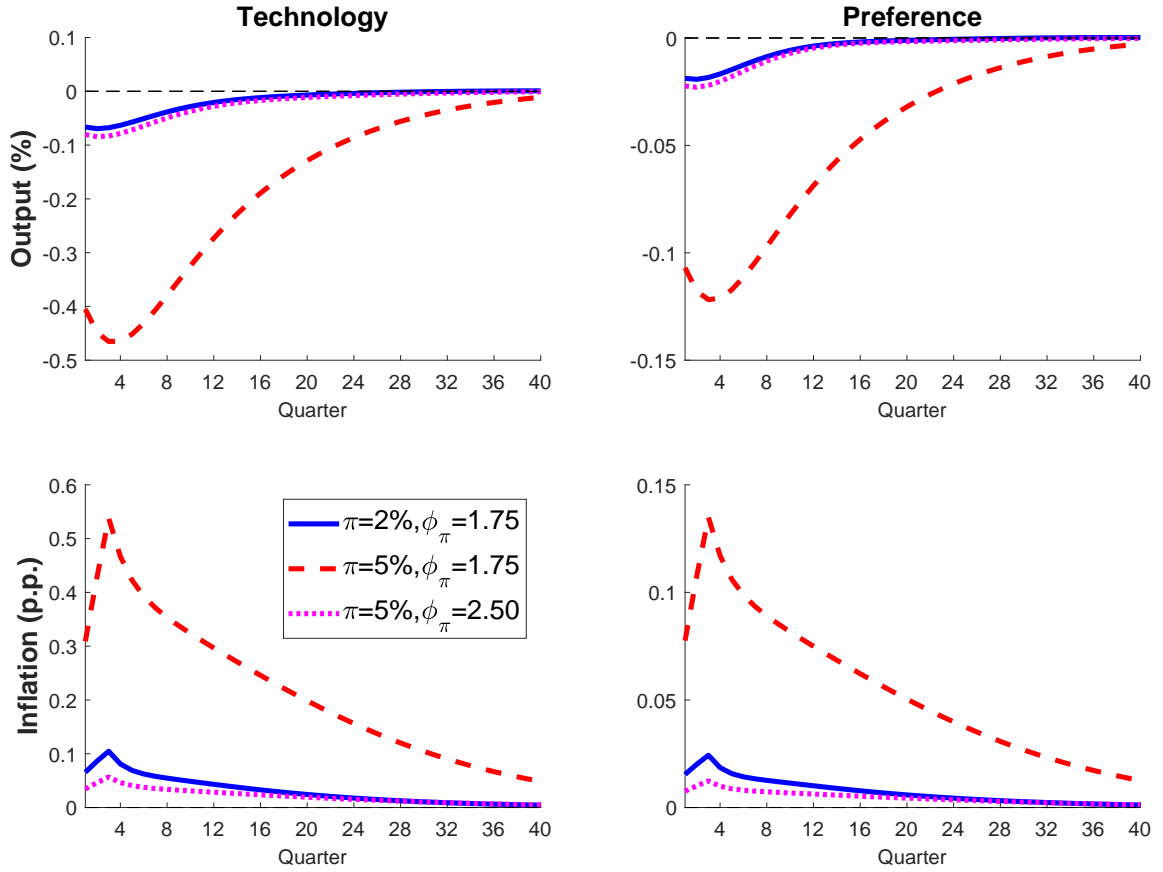 Technology
Preference
Output (%)
0.1
0
-0.1
-0.2
-0.3
-0.4
-0.5
4 8 12 16 20 24 28 32 36 40
Quarter
0
-0.05
-0.1
-0.15
4 8 12 16 20 24 28 32 36 40
Quarter
Inflation (p.p.)
0.6
0.5
0.4
0.3
0.2
0.1
0
π=2%,ϕ_π=1.75
π=5%,ϕ_π=1.75
π=5%,ϕ_π=2.50
4 8 12 16 20 24 28 32 36 40
Quarter
0.15
0.1
0.05
0
4 8 12 16 20 24 28 32 36 40
Quarter